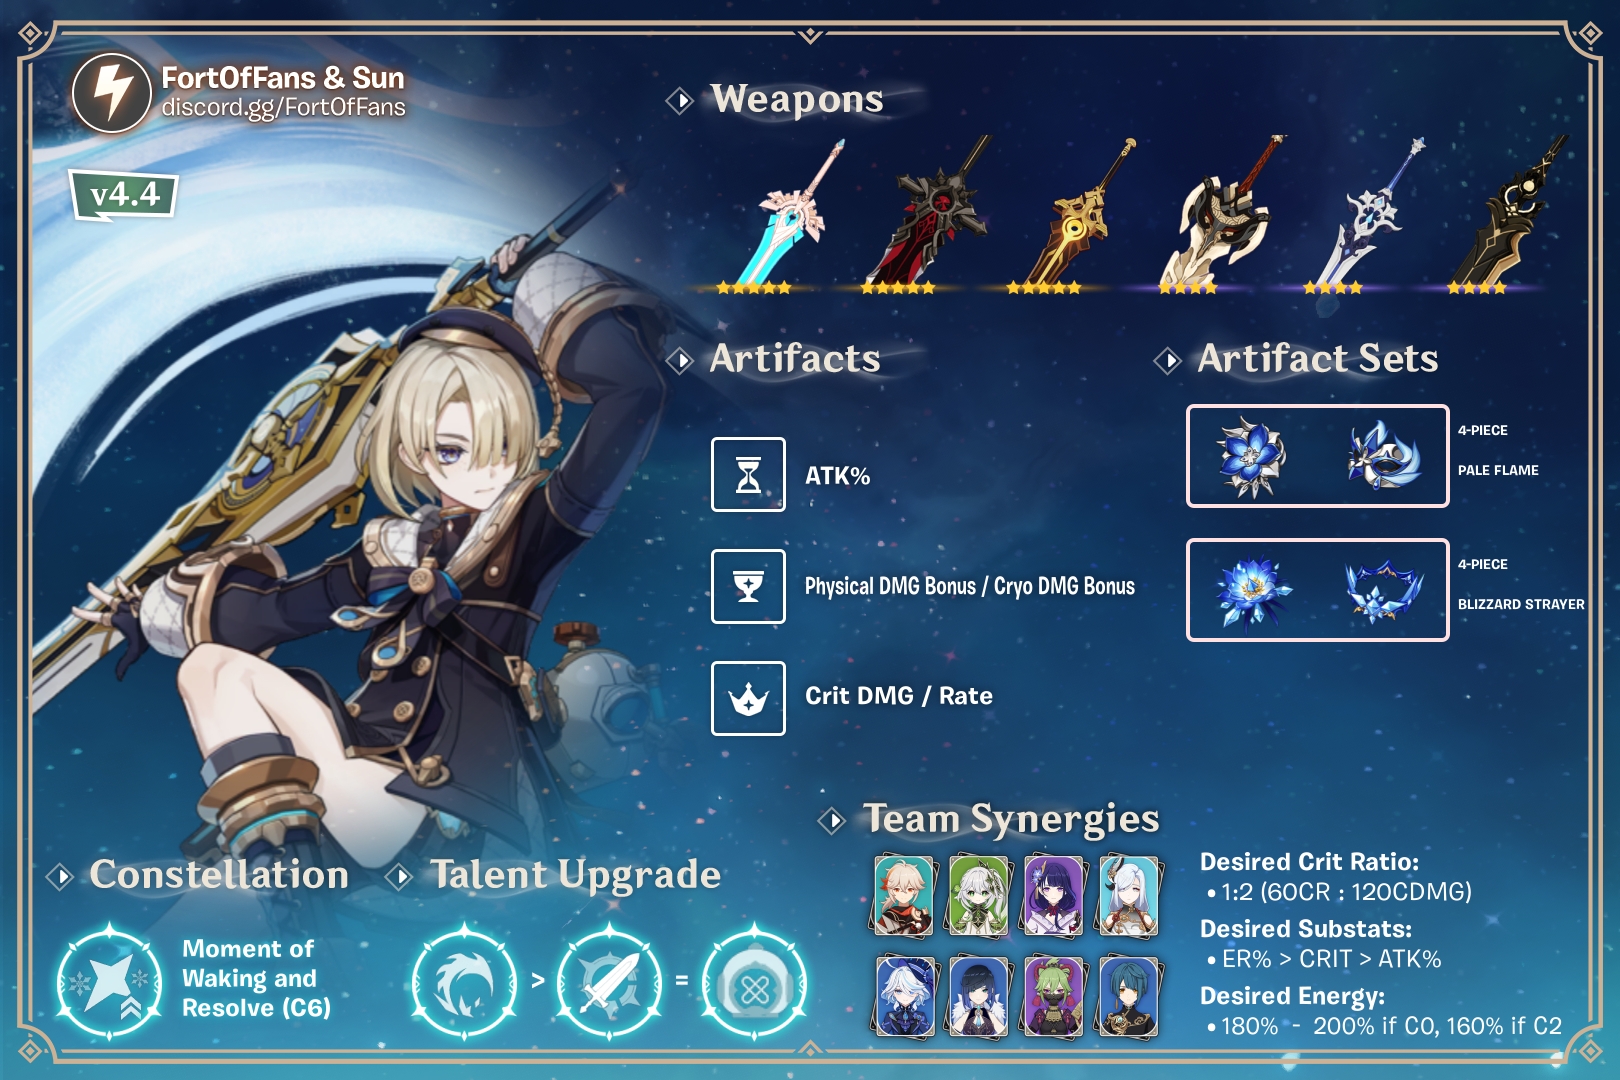 FortOfFans & Sun
discord.gg/FortOfFans
v4.4
Weapons
Artifacts
ATK%
Physical DMG Bonus / Cryo DMG Bonus
Crit DMG / Rate
Artifact Sets
4-PIECE
PALE FLAME
4-PIECE
BLIZZARD STRAYER
Constellation
Moment of
Waking and
Resolve (C6)
Talent Upgrade
> =
Team Synergies
Desired Crit Ratio:
• 1:2 (60CR : 120CDMG)
Desired Substats:
• ER% > CRIT > ATK%
Desired Energy:
• 180% - 200% if C0, 160% if C2